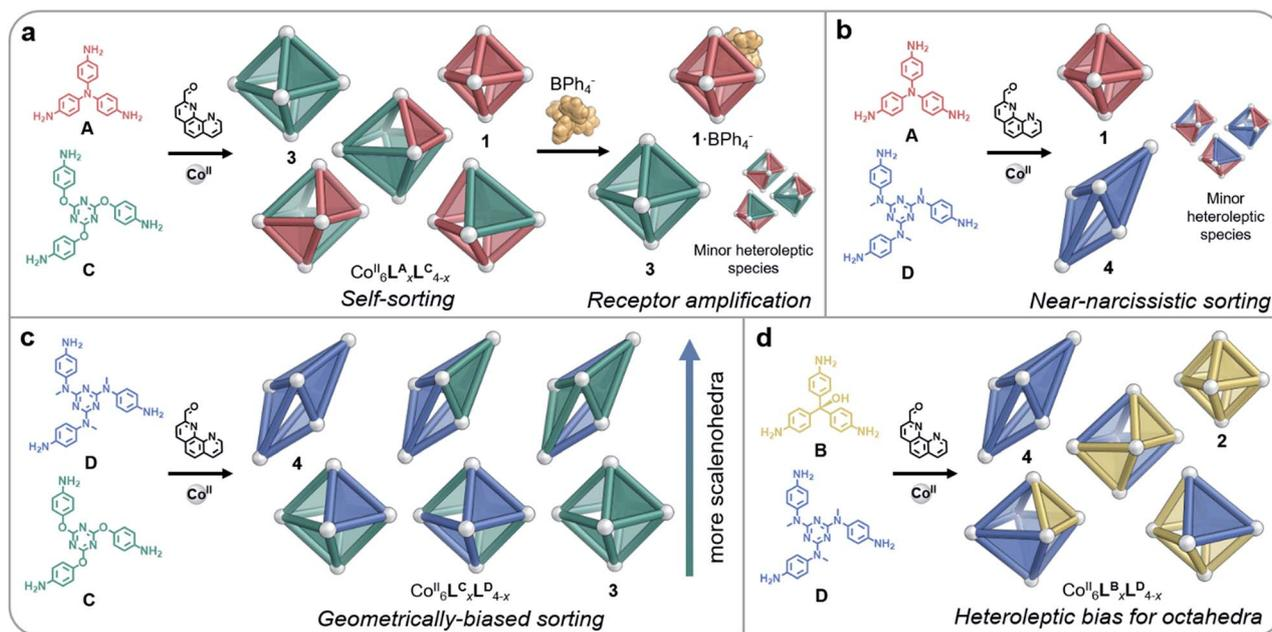 a
NH₂
N
H₂N
NH₂
A
NH₂
O
N
N
N
O
O
N
NH₂
H₂N
C
O
N
N
Coᴵᴵ
3
1
Coᴵᴵ₆LᴬₓLꟲ₄₋ₓ
Self-sorting
BPh₄⁻
1·BPh₄⁻
3
Minor heteroleptic
species
Receptor amplification
b
NH₂
N
H₂N
NH₂
A
NH₂
N
N
N
N
N
N
NH₂
H₂N
D
O
N
N
Coᴵᴵ
1
4
Minor
heteroleptic
species
Near-narcissistic sorting
c
NH₂
N
N
N
N
N
N
NH₂
H₂N
D
NH₂
O
N
N
N
O
O
NH₂
H₂N
C
O
N
N
Coᴵᴵ
4
3
Coᴵᴵ₆LꟲₓLᴰ₄₋ₓ
Geometrically-biased sorting
more scalenohedra
d
NH₂
OH
H₂N
NH₂
B
NH₂
N
N
N
N
N
N
NH₂
H₂N
D
O
N
N
Coᴵᴵ
4
2
Coᴵᴵ₆LᴮₓLᴰ₄₋ₓ
Heteroleptic bias for octahedra